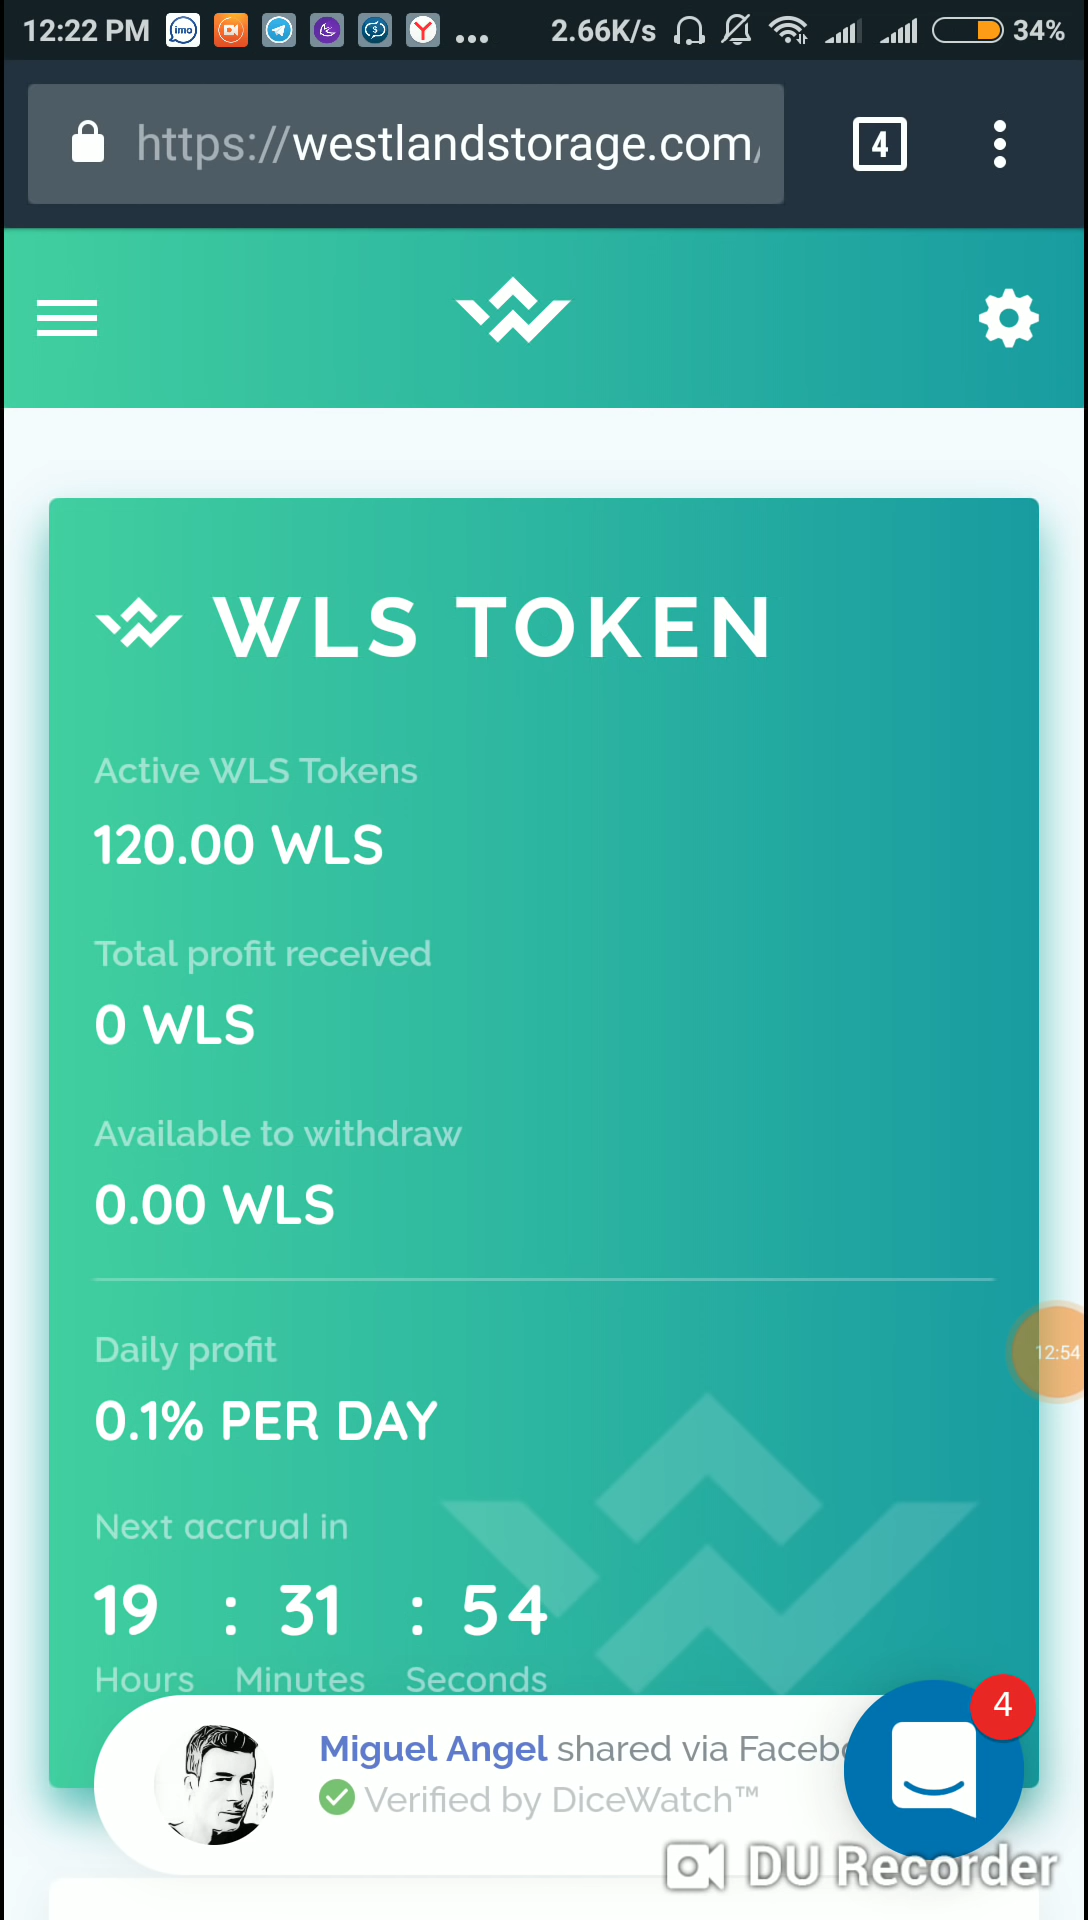 12:22 PM imo ... 2.66K/s 34%
https://westlandstorage.com/
4
WLS TOKEN
Active WLS Tokens
120.00 WLS
Total profit received
0 WLS
Available to withdraw
0.00 WLS
Daily profit
12:54
0.1% PER DAY
Next accrual in
19 : 31 : 54
Hours Minutes Seconds
4
Miguel Angel shared via Facebo
Verified by DiceWatch™
DU Recorder